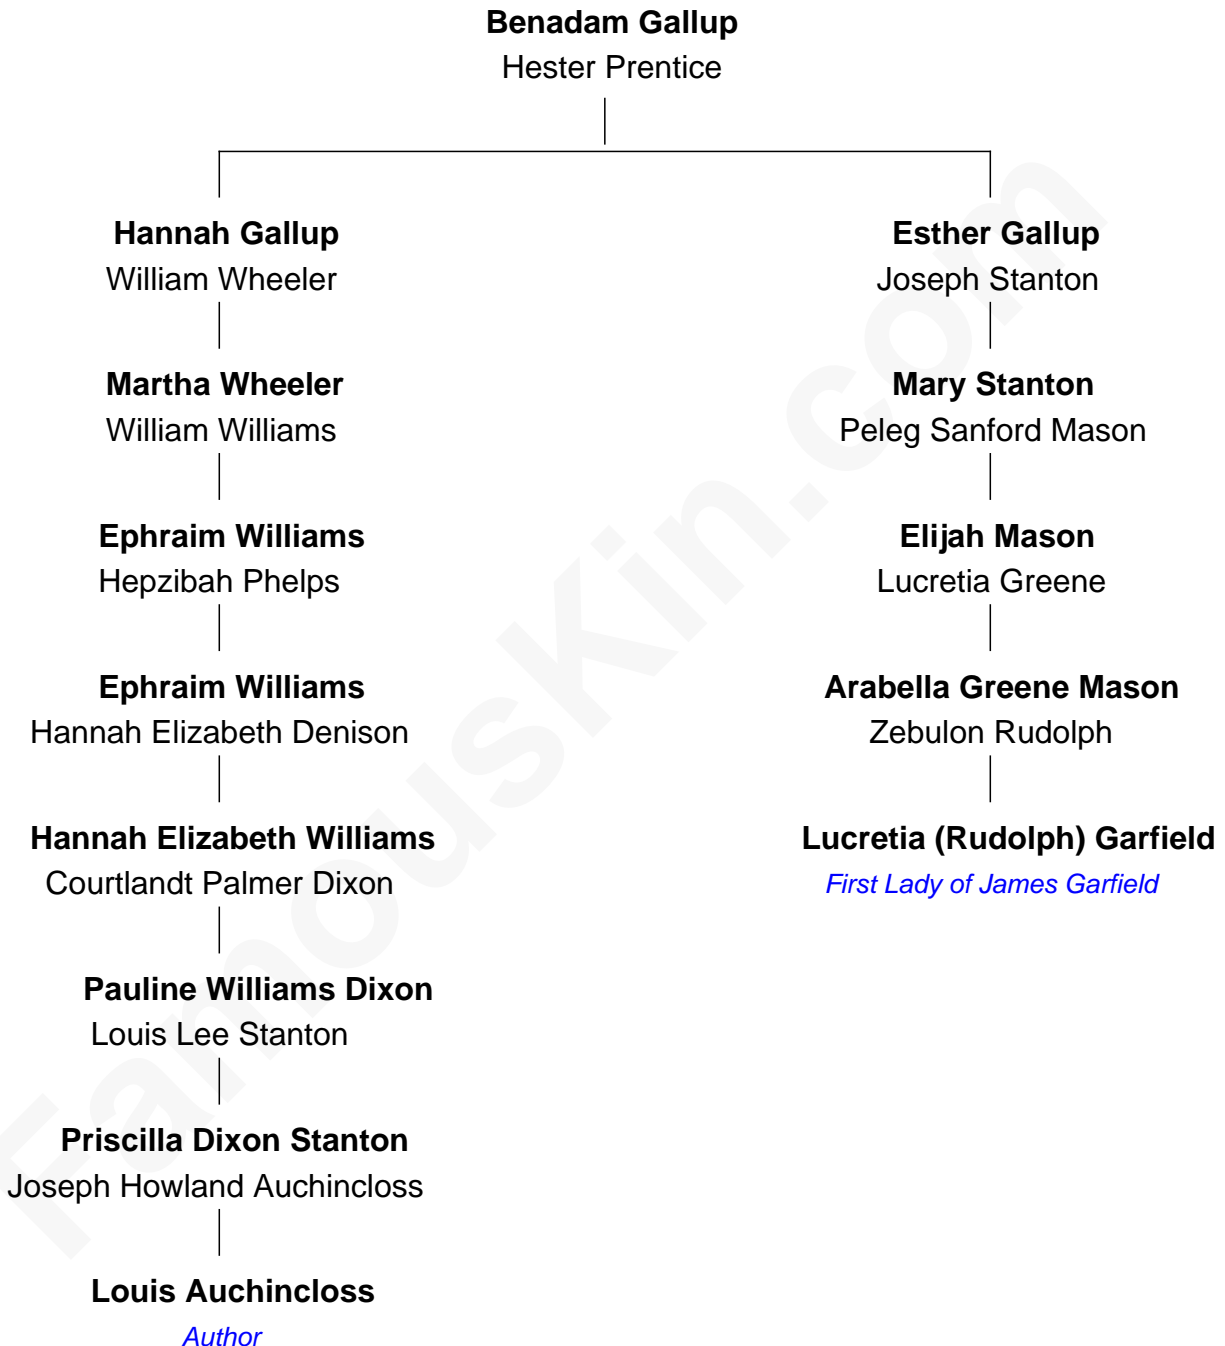 Benadam Gallup
Hester Prentice
Hannah Gallup
William Wheeler
Martha Wheeler
William Williams
Ephraim Williams
Hepzibah Phelps
Ephraim Williams
Hannah Elizabeth Denison
Hannah Elizabeth Williams
Courtlandt Palmer Dixon
Pauline Williams Dixon
Louis Lee Stanton
Priscilla Dixon Stanton
Joseph Howland Auchincloss
Louis Auchincloss
Author
Esther Gallup
Joseph Stanton
Mary Stanton
Peleg Sanford Mason
Elijah Mason
Lucretia Greene
Arabella Greene Mason
Zebulon Rudolph
Lucretia (Rudolph) Garfield
First Lady of James Garfield
FamousKin.com